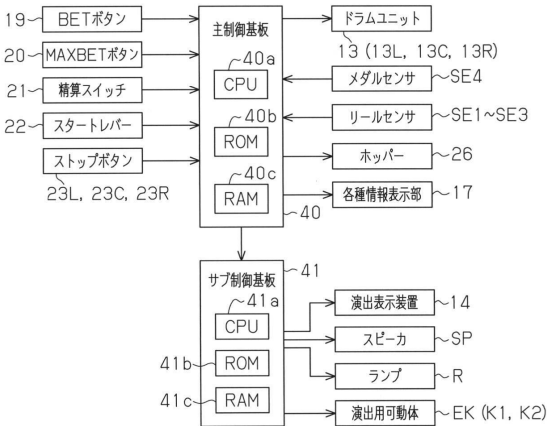 19 BETボタン
20 MAXBETボタン
21 精算スイッチ
22 スタートレバー
ストップボタン
23L, 23C, 23R
主制御基板
40a
CPU
40b
ROM
40c
RAM
40
ドラムユニット
13 (13L, 13C, 13R)
メダルセンサ SE4
リールセンサ SE1~SE3
ホッパー 26
各種情報表示部 17
サブ制御基板 41
41a
CPU
41b ROM
41c RAM
演出表示装置 14
スピーカ SP
ランプ R
演出用可動体 EK (K1, K2)